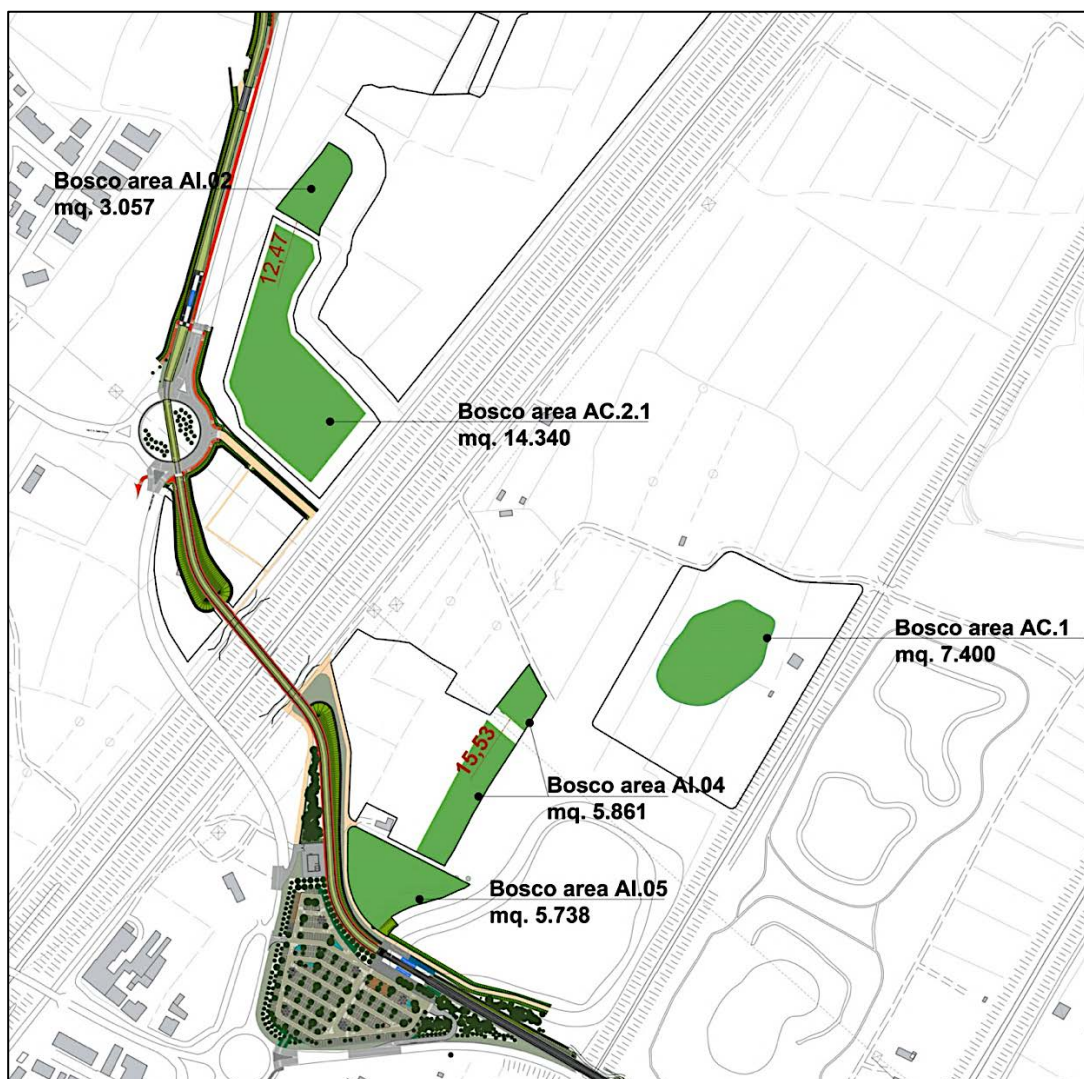 Bosco area AI.02
mq. 3.057
12,47
Bosco area AC.2.1
mq. 14.340
Bosco area AC.1
mq. 7.400
15,53
Bosco area AI.04
mq. 5.861
Bosco area AI.05
mq. 5.738